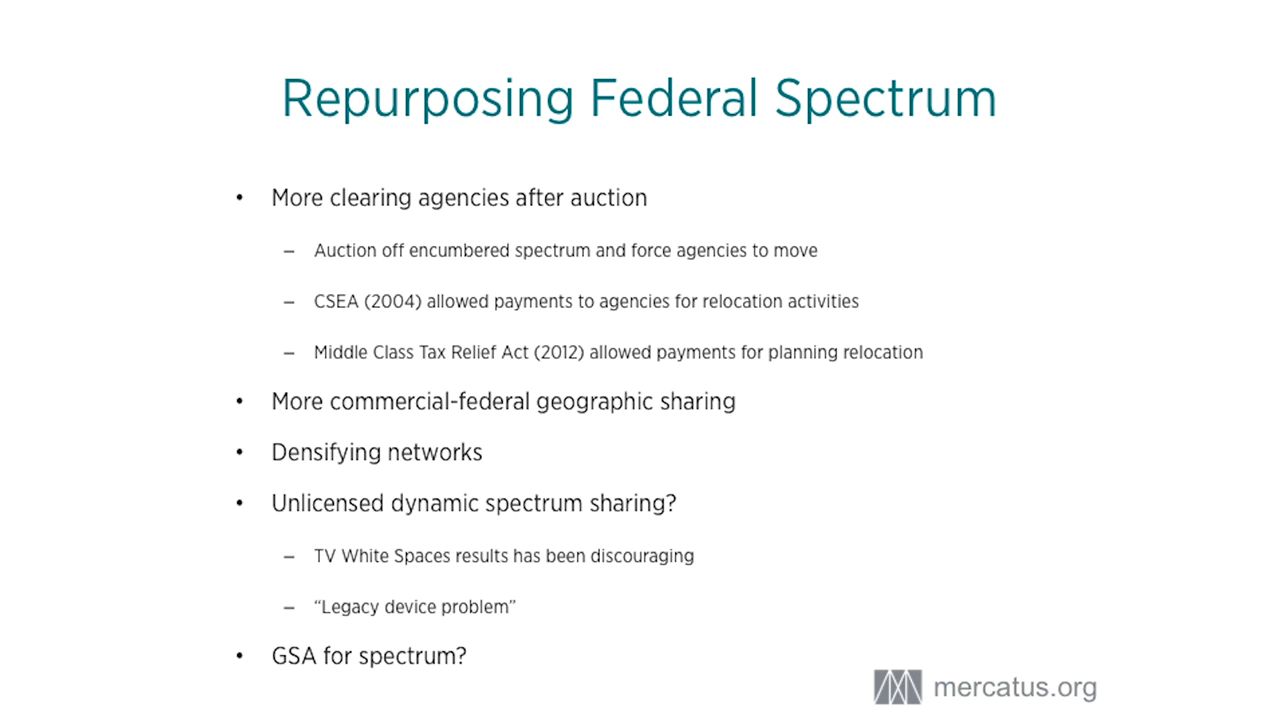 Repurposing Federal Spectrum
• More clearing agencies after auction
– Auction off encumbered spectrum and force agencies to move
– CSEA (2004) allowed payments to agencies for relocation activities
– Middle Class Tax Relief Act (2012) allowed payments for planning relocation
• More commercial-federal geographic sharing
• Densifying networks
• Unlicensed dynamic spectrum sharing?
– TV White Spaces results has been discouraging
– “Legacy device problem”
• GSA for spectrum?
mercatus.org